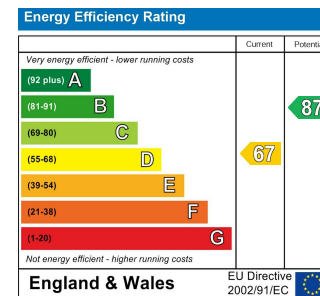 Energy Efficiency Rating
Current Potentia
Very energy efficient - lower running costs
(92 plus) A
(81-91) B
(69-80) C
(55-68) D
(39-54) E
(21-38) F
(1-20) G
87
67
Not energy efficient - higher running costs
England & Wales
EU Directive
2002/91/EC